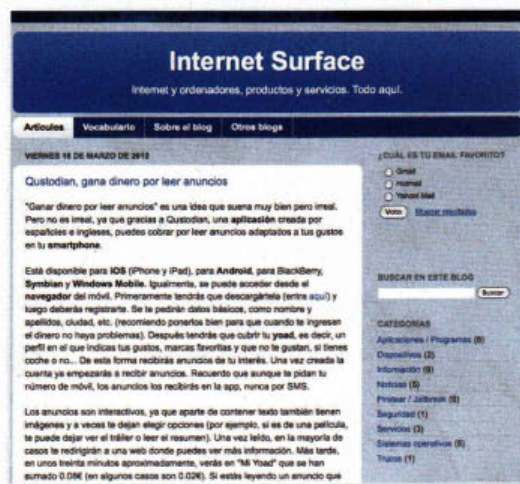 Internet Surface
Internet y ordenadores, productos y servicios. Todo aquí.
Artículos Vocabulario Sobre el blog Otros blogs
VIERNES 16 DE MARZO DE 2012
Qustodian, gana dinero por leer anuncios
"Ganar dinero por leer anuncios" es una idea que suena muy bien pero irreal.
Pero no es irreal, ya que gracias a Qustodian, una aplicación creada por
españoles e ingleses, puedes cobrar por leer anuncios adaptados a tus gustos
en tu smartphone.
Está disponible para IOS (iPhone y iPad), para Android, para BlackBerry,
Symbian y Windows Mobile. Igualmente, se puede acceder desde el
navegador del móvil. Primeramente tendrás que descargártela (entra aquí) y
luego deberás registrarte. Se te pedirán datos básicos, como nombre y
apellidos, ciudad, etc. (recomiendo ponerlos bien para que cuando te ingresen
el dinero no haya problemas). Después tendrás que cubrir tu yoad, es decir, un
perfil en el que indicas tus gustos, marcas favoritas y que no te gustan, si tienes
coche o no... De esta forma recibirás anuncios de tu interés. Una vez creada la
cuenta ya empezarás a recibir anuncios. Recuerdo que aunque te pidan tu
número de móvil, los anuncios los recibirás en la app, nunca por SMS.
Los anuncios son interactivos, ya que aparte de contener texto también tienen
imágenes y a veces te dejan elegir opciones (por ejemplo, si es de una película,
te puede dejar ver el tráiler o leer el resumen). Una vez leído, en la mayoría de
casos te redirigirán a una web donde puedes ver más información. Más tarde,
en unos treinta minutos aproximadamente, verás en "Mi Yoad" que se han
sumado 0.08€ (en algunos casos son 0.02€). Si estás leyendo un anuncio que
¿CUÁL ES TU EMAIL FAVORITO?
Gmail
Hotmail
Yahoo! Mail
Voto Mostrar resultados
BUSCAR EN ESTE BLOG
Buscar
CATEGORÍAS
Aplicaciones / Programas (8)
Dispositivos (2)
Información (6)
Noticias (5)
Piratear / Jailbreak (6)
Seguridad (1)
Servicios (3)
Sistemas operativos (5)
Trucos (1)